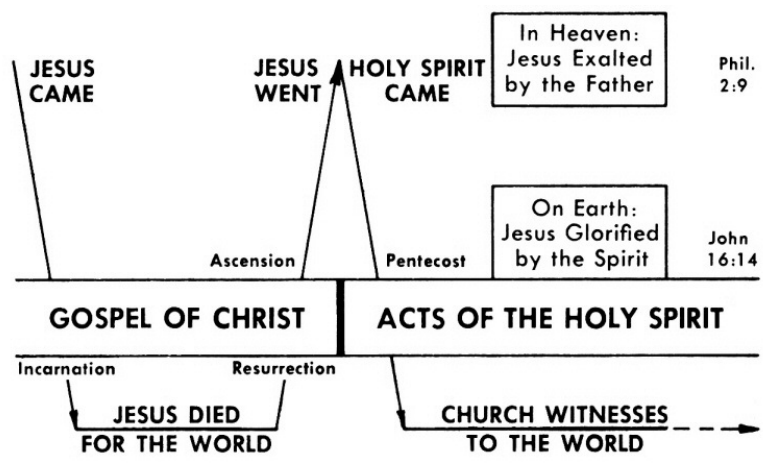 JESUS
CAME
JESUS
WENT
HOLY SPIRIT
CAME
In Heaven:
Jesus Exalted
by the Father
Phil.
2:9
On Earth:
Jesus Glorified
by the Spirit
John
16:14
Ascension
Pentecost
GOSPEL OF CHRIST
ACTS OF THE HOLY SPIRIT
Incarnation
Resurrection
JESUS DIED
FOR THE WORLD
CHURCH WITNESSES
TO THE WORLD